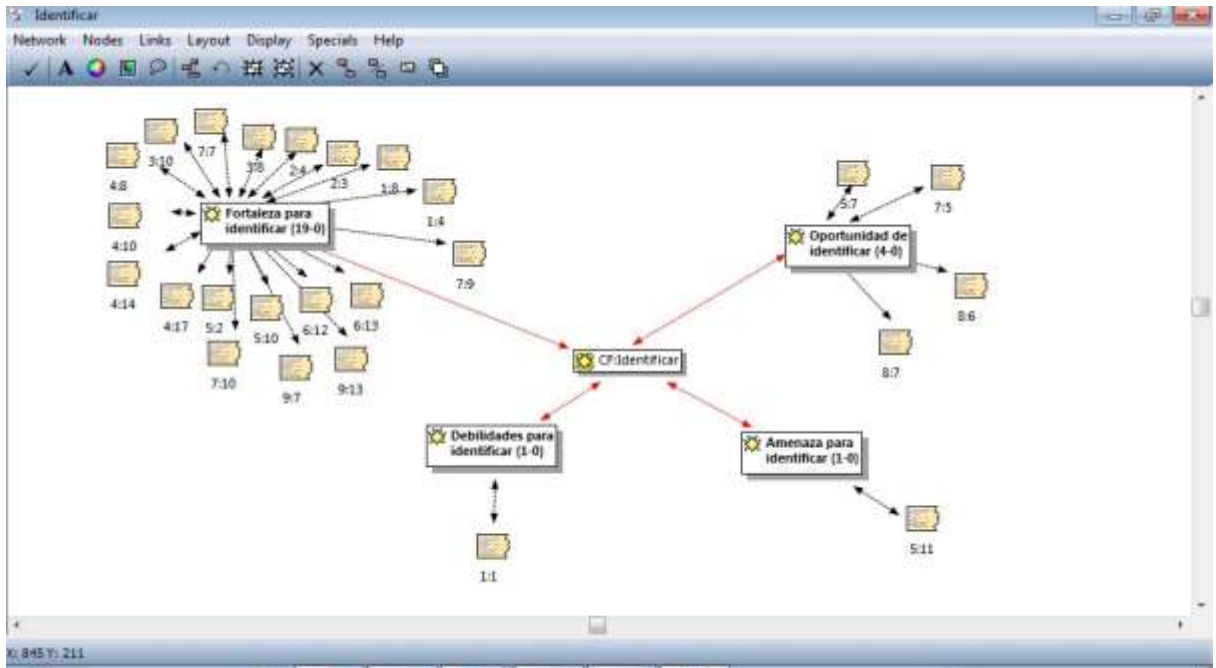 Identificar
Network Nodes Links Layout Display Specials Help
3:10
7:7
3:8
2:4
2:3
1:8
4:8
1:4
Fortaleza para
identificar (19-0)
4:10
7:9
4:14
4:17
5:2
5:10
6:12
6:13
7:10
9:7
9:13
5:7
7:5
Oportunidad de
identificar (4-0)
8:6
8:7
CF:Identificar
Debilidades para
identificar (1-0)
Amenaza para
identificar (1-0)
1:1
5:11
X: 845 Y: 211